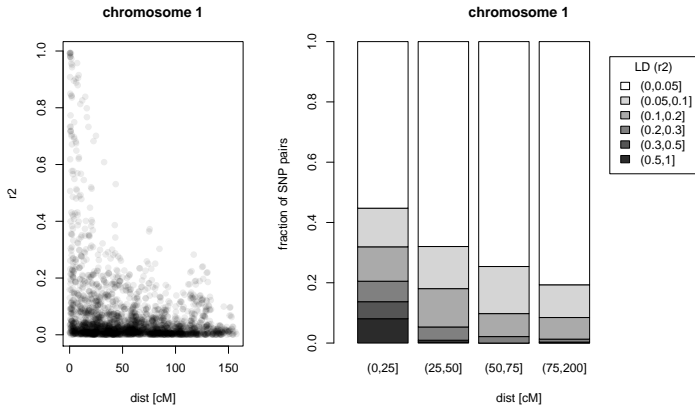 chromosome 1
r2
1.0
0.8
0.6
0.4
0.2
0.0
0 50 100 150
dist [cM]
chromosome 1
fraction of SNP pairs
1.0
0.8
0.6
0.4
0.2
0.0
(0,25] (25,50] (50,75] (75,200]
dist [cM]
LD (r2)
(0,0.05]
(0.05,0.1]
(0.1,0.2]
(0.2,0.3]
(0.3,0.5]
(0.5,1]